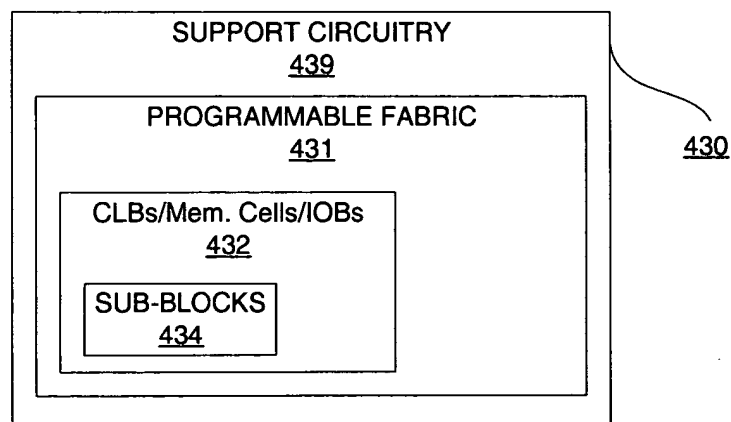 SUPPORT CIRCUITRY
439
PROGRAMMABLE FABRIC
431
430
CLBs/Mem. Cells/IOBs
432
SUB-BLOCKS
434